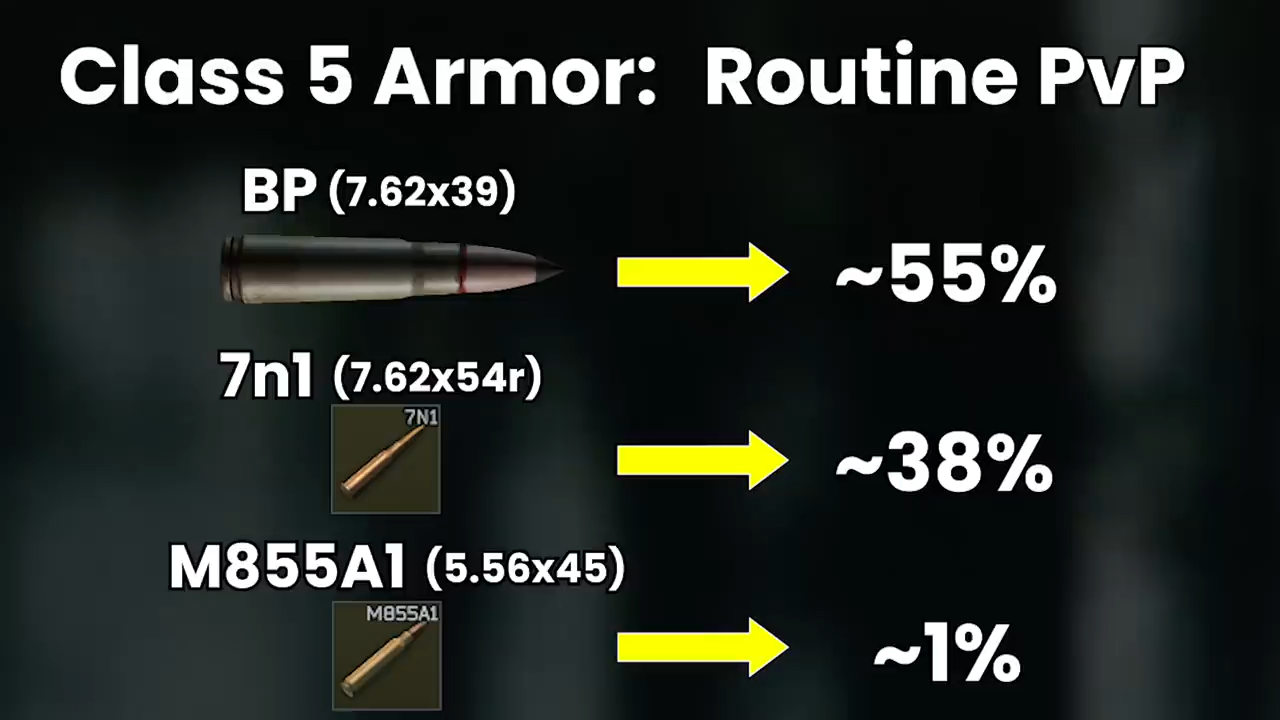 Class 5 Armor: Routine PvP
BP (7.62x39)
~55%
7n1 (7.62x54r)
7N1
~38%
M855A1 (5.56x45)
M855A1
~1%